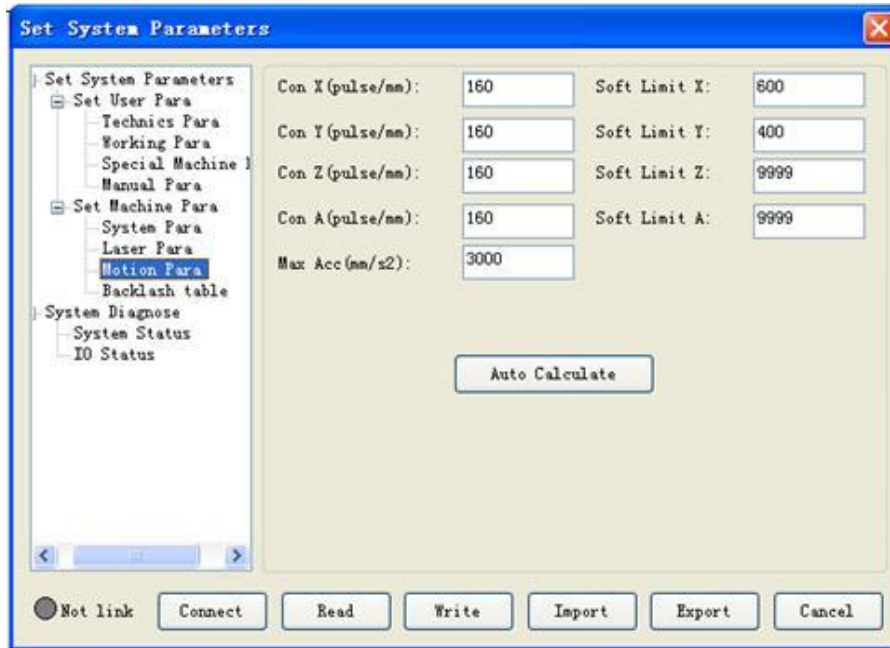 Set System Parameters
Set System Parameters
Set User Para
Technics Para
Working Para
Special Machine
Manual Para
Set Machine Para
System Para
Laser Para
Motion Para
Backlash table
System Diagnose
System Status
IO Status
Con X(pulse/mm): 160 Soft Limit X: 600
Con Y(pulse/mm): 160 Soft Limit Y: 400
Con Z(pulse/mm): 160 Soft Limit Z: 9999
Con A(pulse/mm): 160 Soft Limit A: 9999
Max Acc(mm/s2): 3000
Auto Calculate
Not link Connect Read Write Import Export Cancel